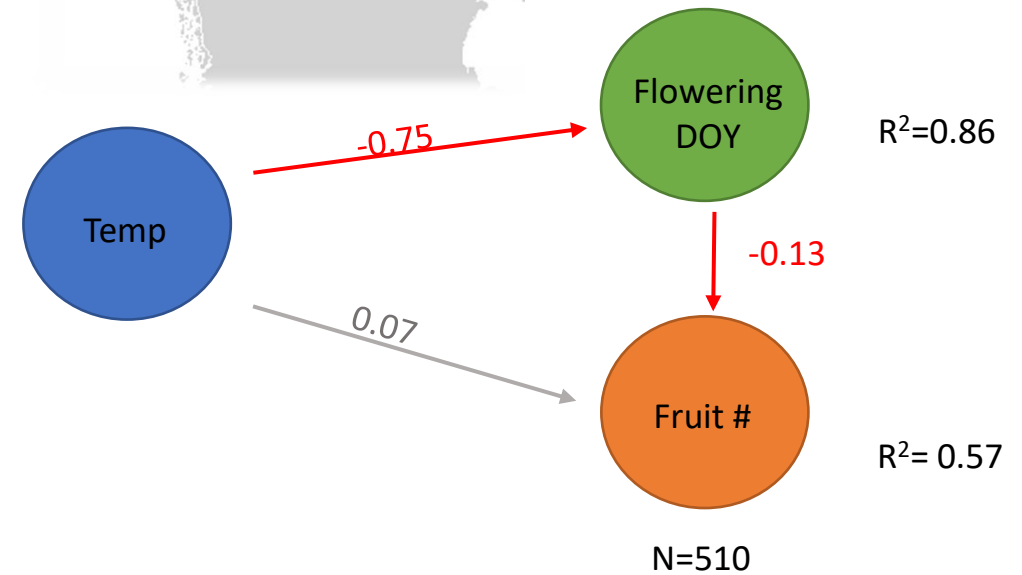 Flowering
DOY
R²=0.86
-0.75
Temp
-0.13
0.07
Fruit #
R²= 0.57
N=510